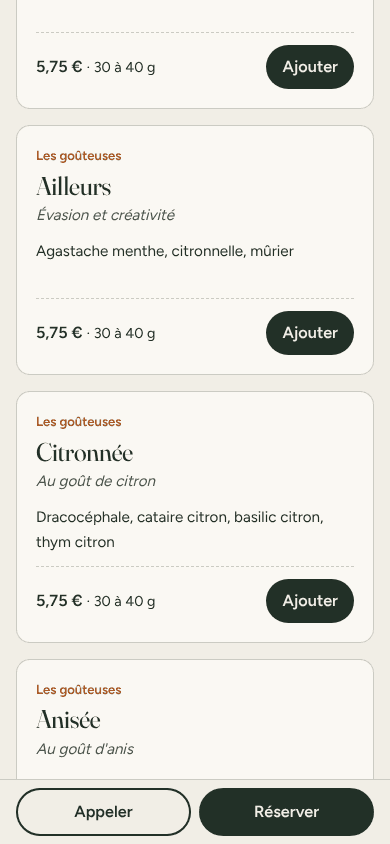 5,75 € · 30 à 40 g
Ajouter
Les goûteuses
Ailleurs
Évasion et créativité
Agastache menthe, citronnelle, mûrier
5,75 € · 30 à 40 g
Ajouter
Les goûteuses
Citronnée
Au goût de citron
Dracocéphale, cataire citron, basilic citron,
thym citron
5,75 € · 30 à 40 g
Ajouter
Les goûteuses
Anisée
Au goût d'anis
Appeler
Réserver